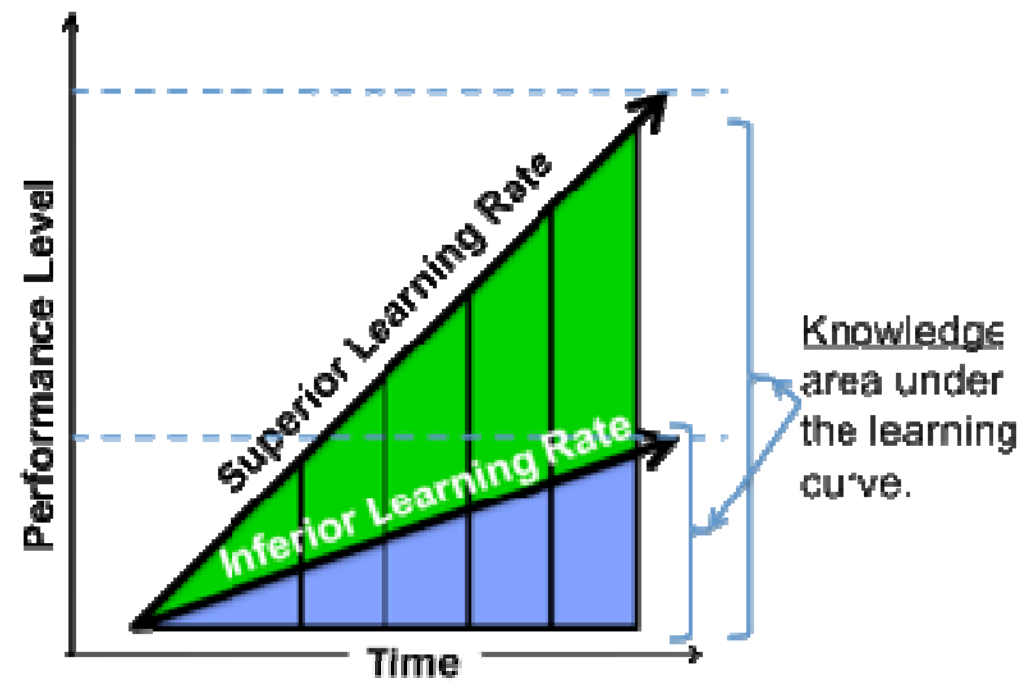 Performance Level
Superior Learning Rate
Inferior Learning Rate
Time
Knowledge
area under
the learning
curve.